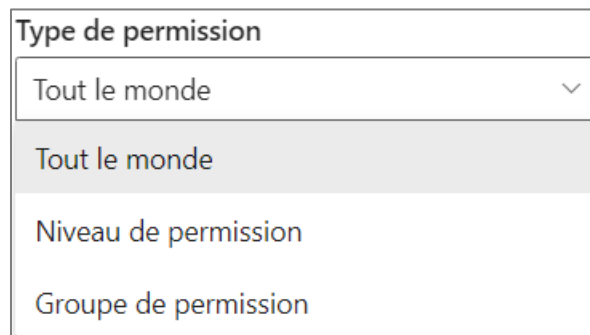 Type de permission
Tout le monde
Tout le monde
Niveau de permission
Groupe de permission